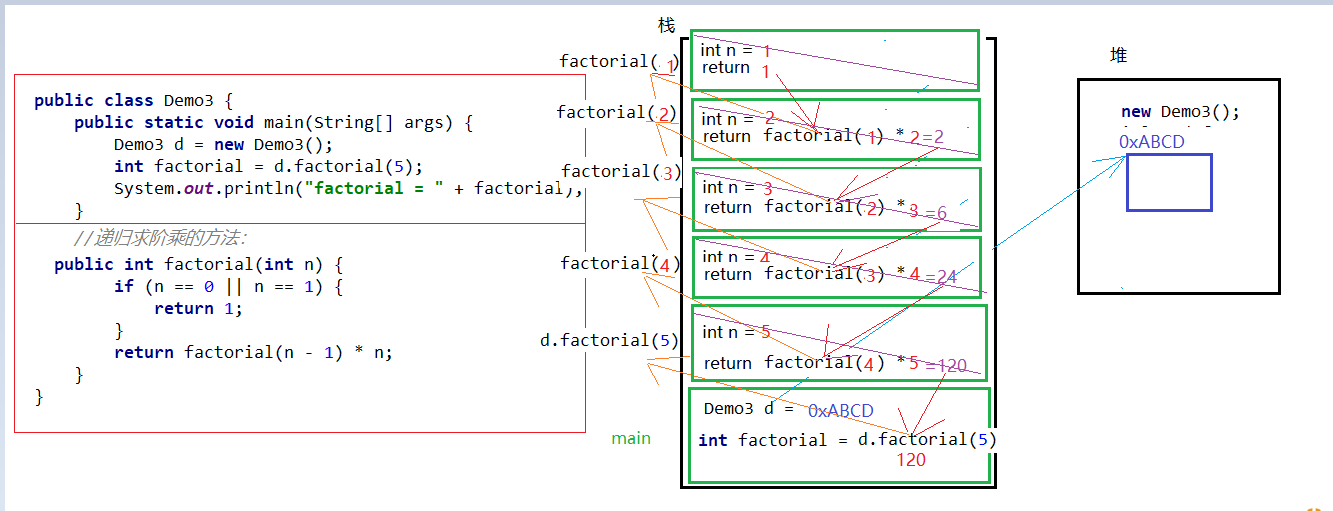 public class Demo3 {
public static void main(String[] args) {
Demo3 d = new Demo3();
int factorial = d.factorial(5);
System.out.println("factorial = " + factorial);
}
//递归求阶乘的方法：
public int factorial(int n) {
if (n == 0 || n == 1) {
return 1;
}
return factorial(n - 1) * n;
}
}
栈
factorial(1)
int n = 1
return 1
factorial(2)
int n = 2
return factorial(1) * 2=2
factorial(3)
int n = 3
return factorial(2) *3=6
factorial(4)
int n = 4
return factorial(3) *4=24
d.factorial(5)
int n = 5
return factorial(4) *5=120
main
Demo3 d = 0xABCD
int factorial = d.factorial(5)
120
堆
new Demo3();
0xABCD